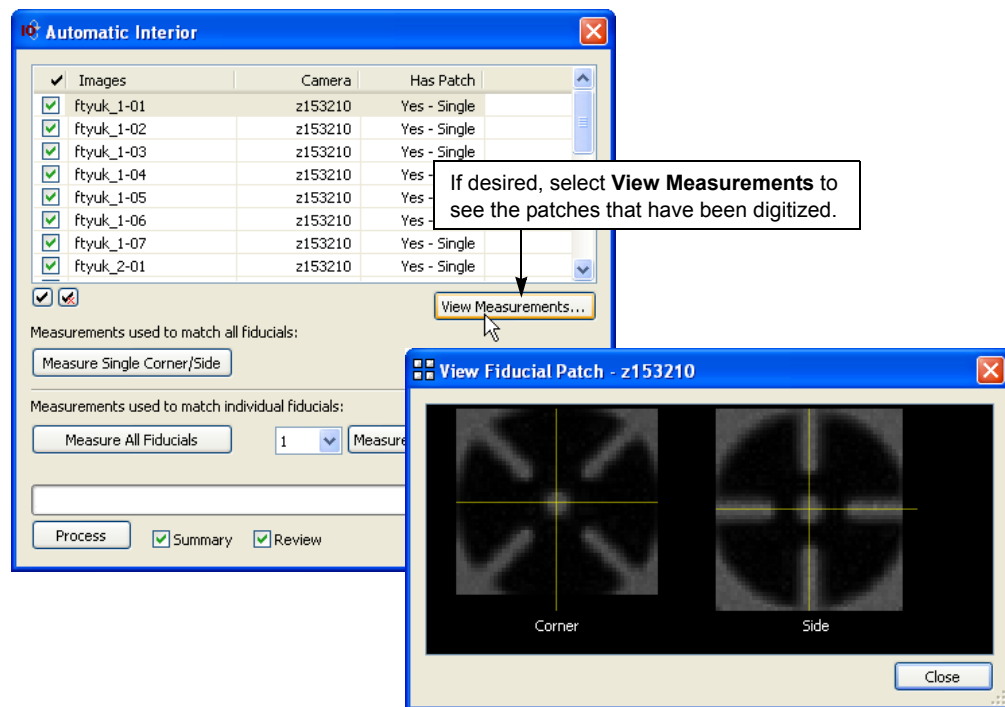 Automatic Interior
Images Camera Has Patch
ftyuk_1-01 z153210 Yes - Single
ftyuk_1-02 z153210 Yes - Single
ftyuk_1-03 z153210 Yes - Single
ftyuk_1-04 z153210 Yes -
ftyuk_1-05 z153210 Yes -
ftyuk_1-06 z153210 Yes -
ftyuk_1-07 z153210 Yes - Single
ftyuk_2-01 z153210 Yes - Single
If desired, select View Measurements to
see the patches that have been digitized.
View Measurements...
Measurements used to match all fiducials:
Measure Single Corner/Side
Measurements used to match individual fiducials:
Measure All Fiducials 1 Measure
Process Summary Review
View Fiducial Patch - z153210
Corner Side
Close